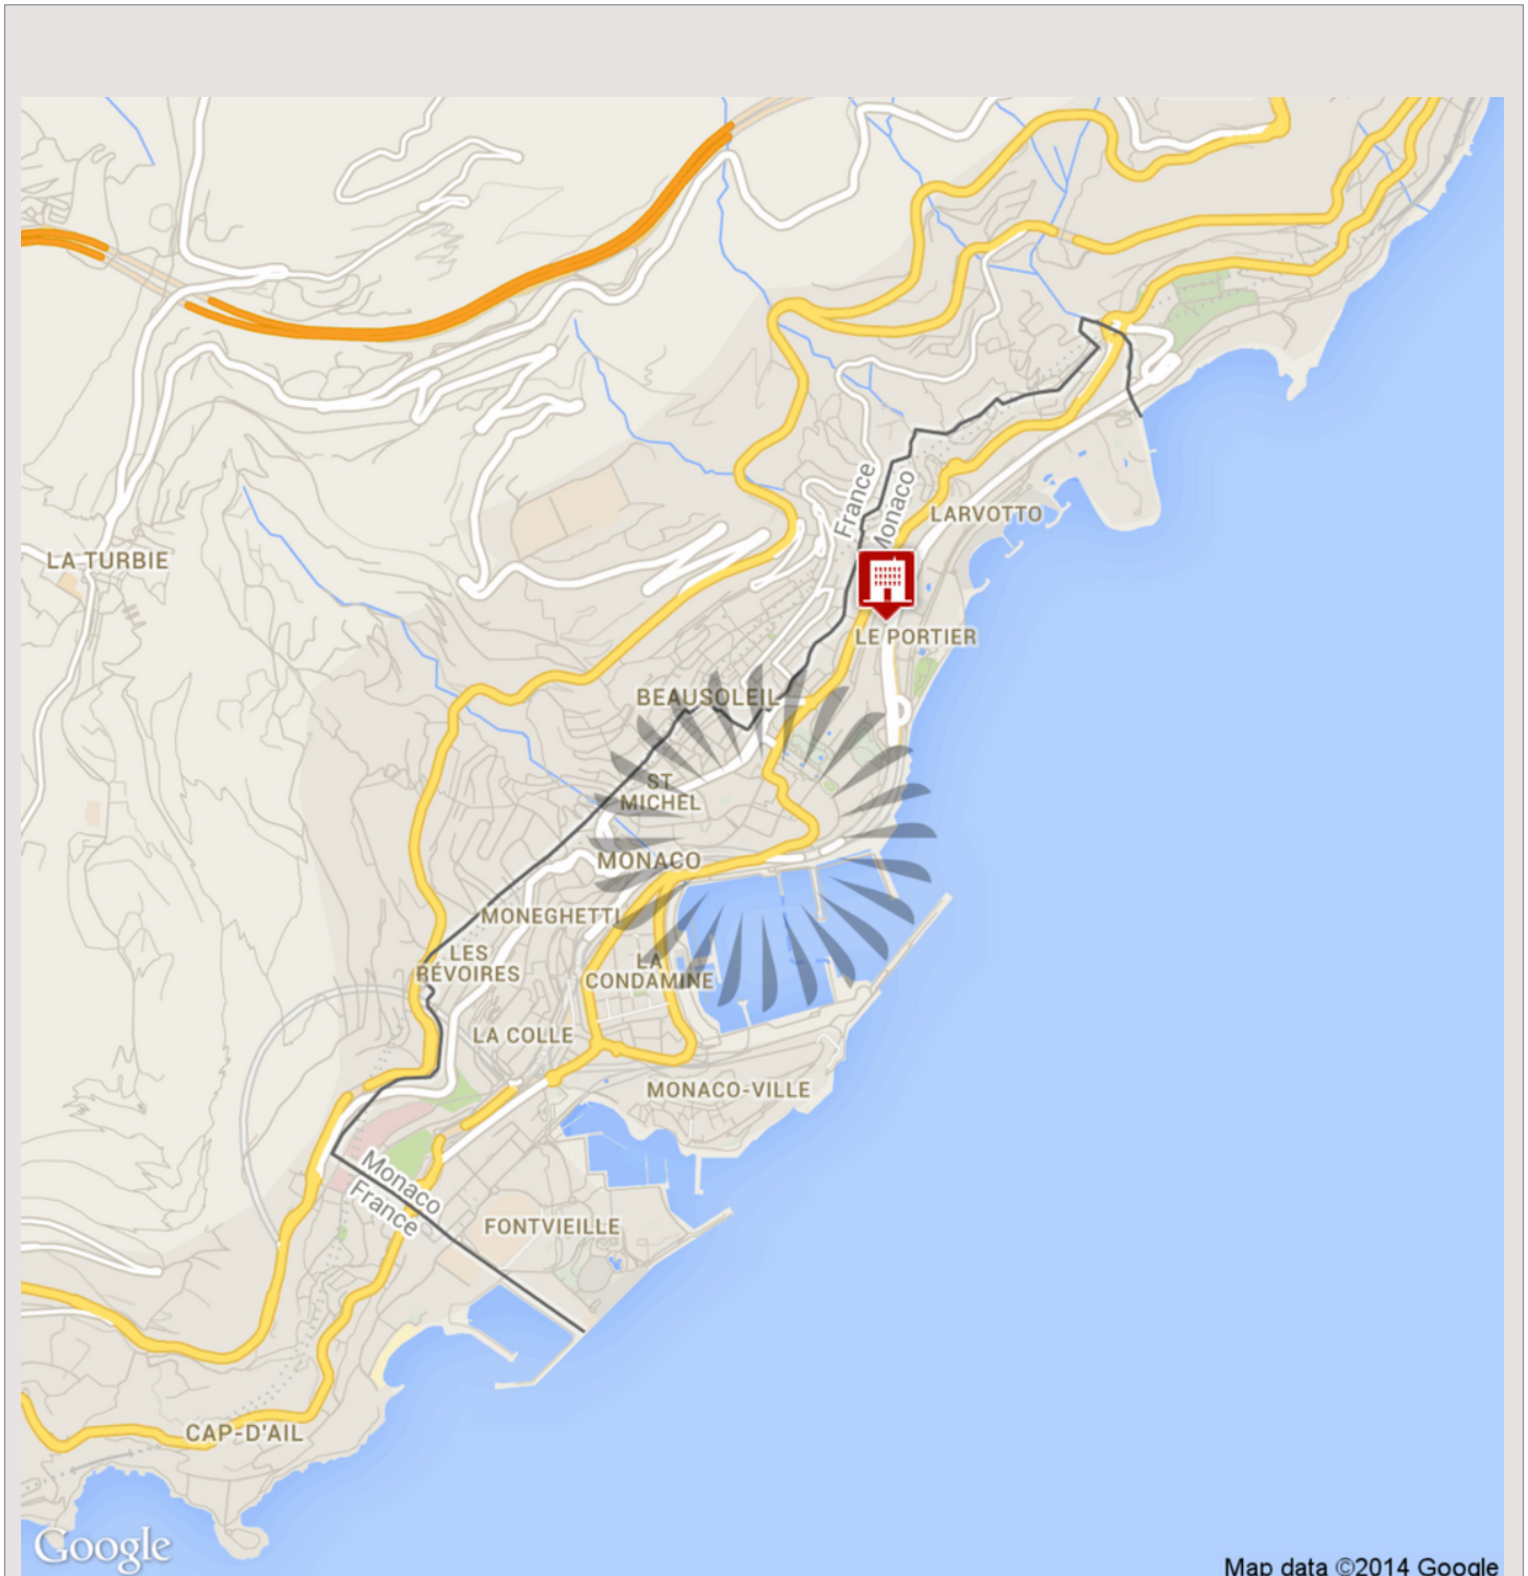 France
Monaco
LARVOTTO
LA TURBIE
LE PORTIER
BEAUSOLEIL
ST
MICHEL
MONACO
MONEGHETTI
LES
RÉVOIRES
LA
CONDAMINE
LA COLLE
MONACO-VILLE
Monaco
France
FONTVIEILLE
CAP-D'AIL
Google
Map data ©2014 Google